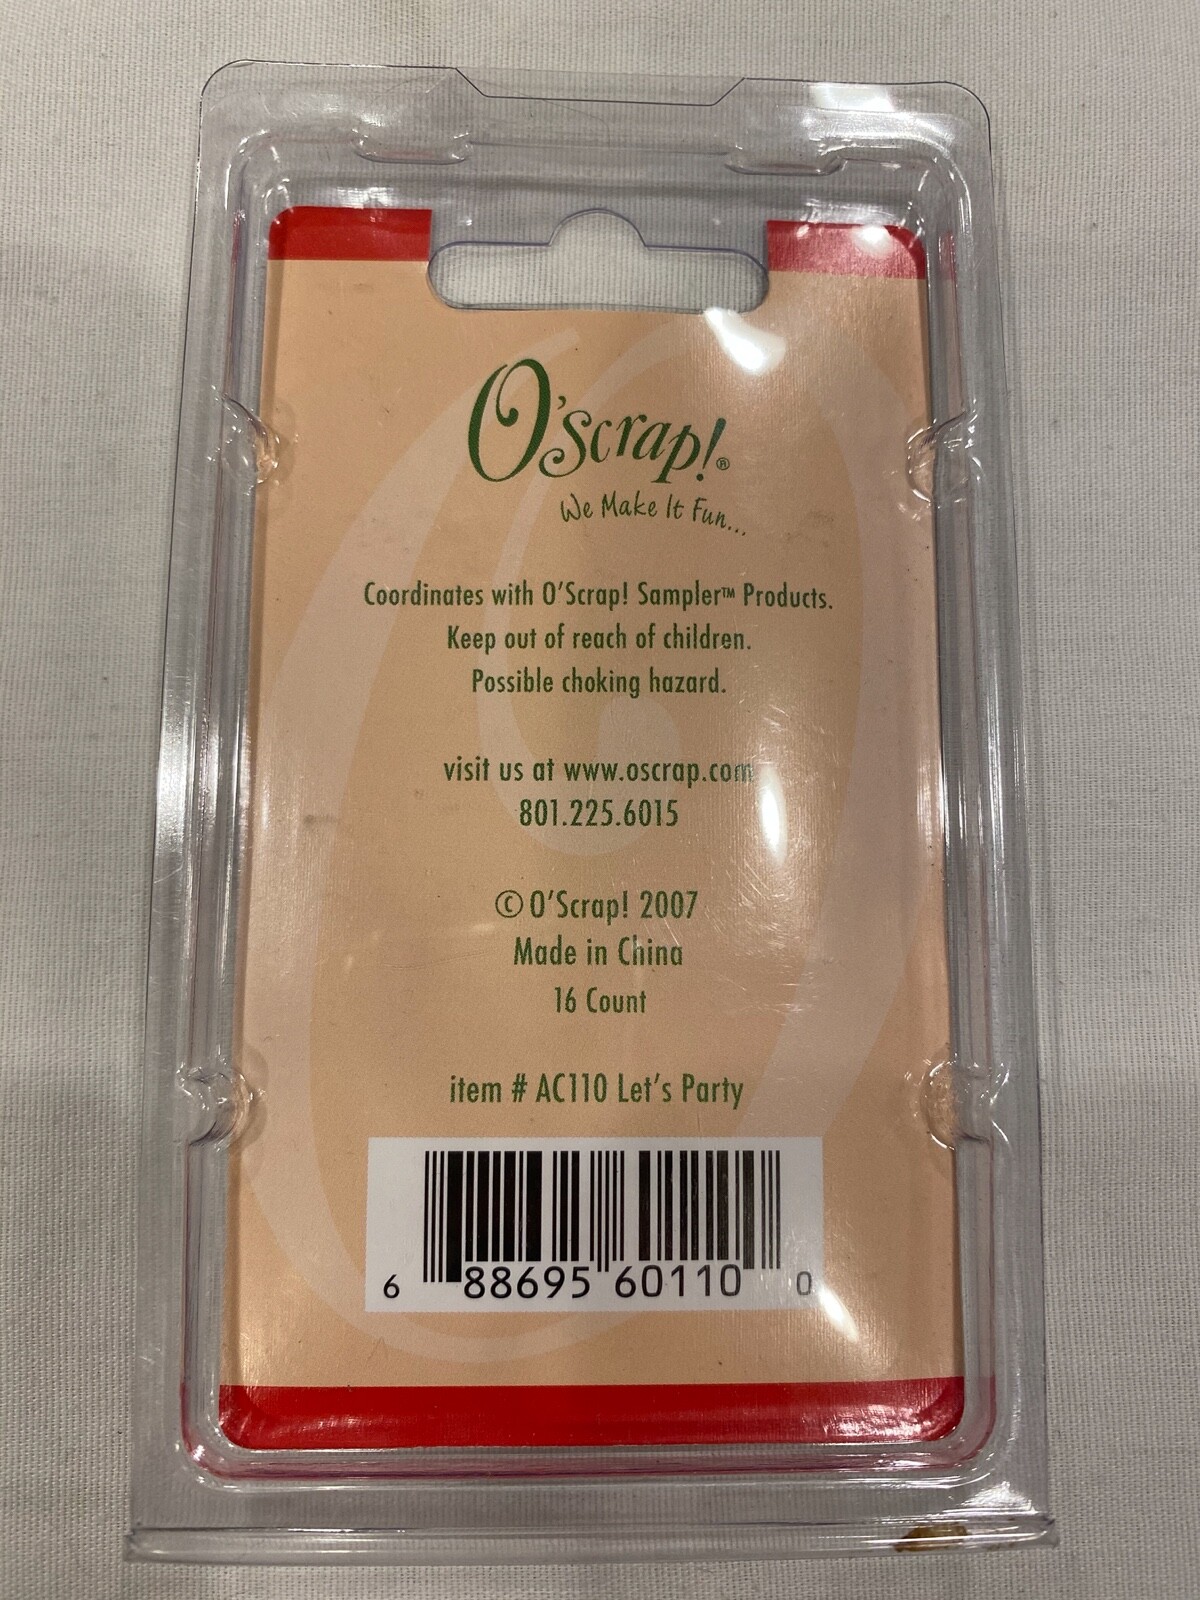 O'scrap!®
We Make It Fun...
Coordinates with O'Scrap! Sampler™ Products.
Keep out of reach of children.
Possible choking hazard.
visit us at www.oscrap.com
801.225.6015
© O'Scrap! 2007
Made in China
16 Count
item # AC110 Let's Party
6 88695 60110 0